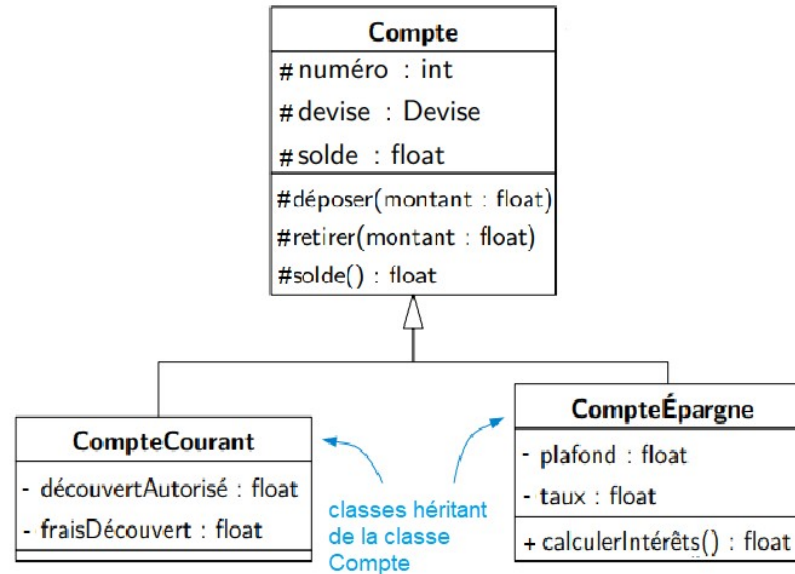 Compte
#numéro : int
#devise : Devise
#solde : float
#déposer(montant : float)
#retirer(montant : float)
#solde() : float
CompteCourant
- découvertAutorisé : float
- fraisDécouvert : float
classes héritant
de la classe
Compte
CompteÉpargne
- plafond : float
- taux : float
+ calculerIntérêts() : float